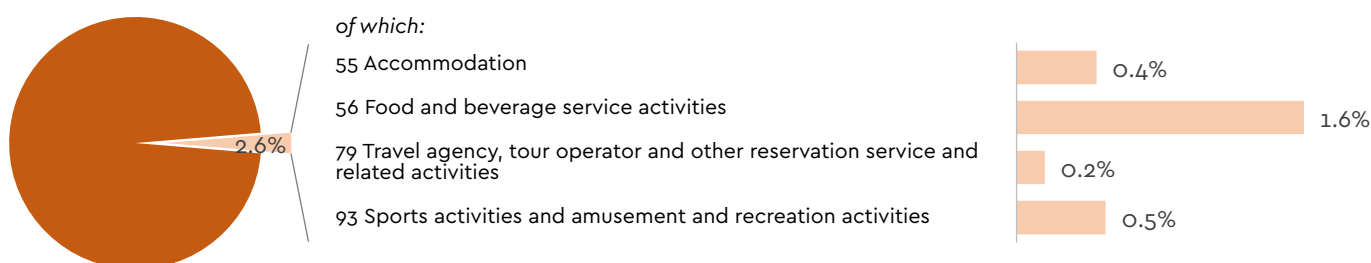 of which:
55 Accommodation
0.4%
56 Food and beverage service activities
1.6%
2.6%
79 Travel agency, tour operator and other reservation service and
related activities
0.2%
93 Sports activities and amusement and recreation activities
0.5%